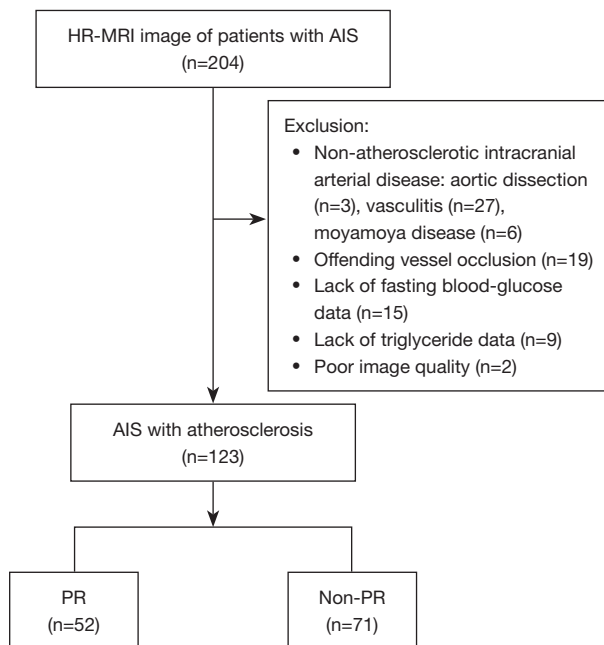 HR-MRI image of patients with AIS
(n=204)
Exclusion:
• Non-atherosclerotic intracranial
arterial disease: aortic dissection
(n=3), vasculitis (n=27),
moyamoya disease (n=6)
• Offending vessel occlusion (n=19)
• Lack of fasting blood-glucose
data (n=15)
• Lack of triglyceride data (n=9)
• Poor image quality (n=2)
AIS with atherosclerosis
(n=123)
PR
(n=52)
Non-PR
(n=71)